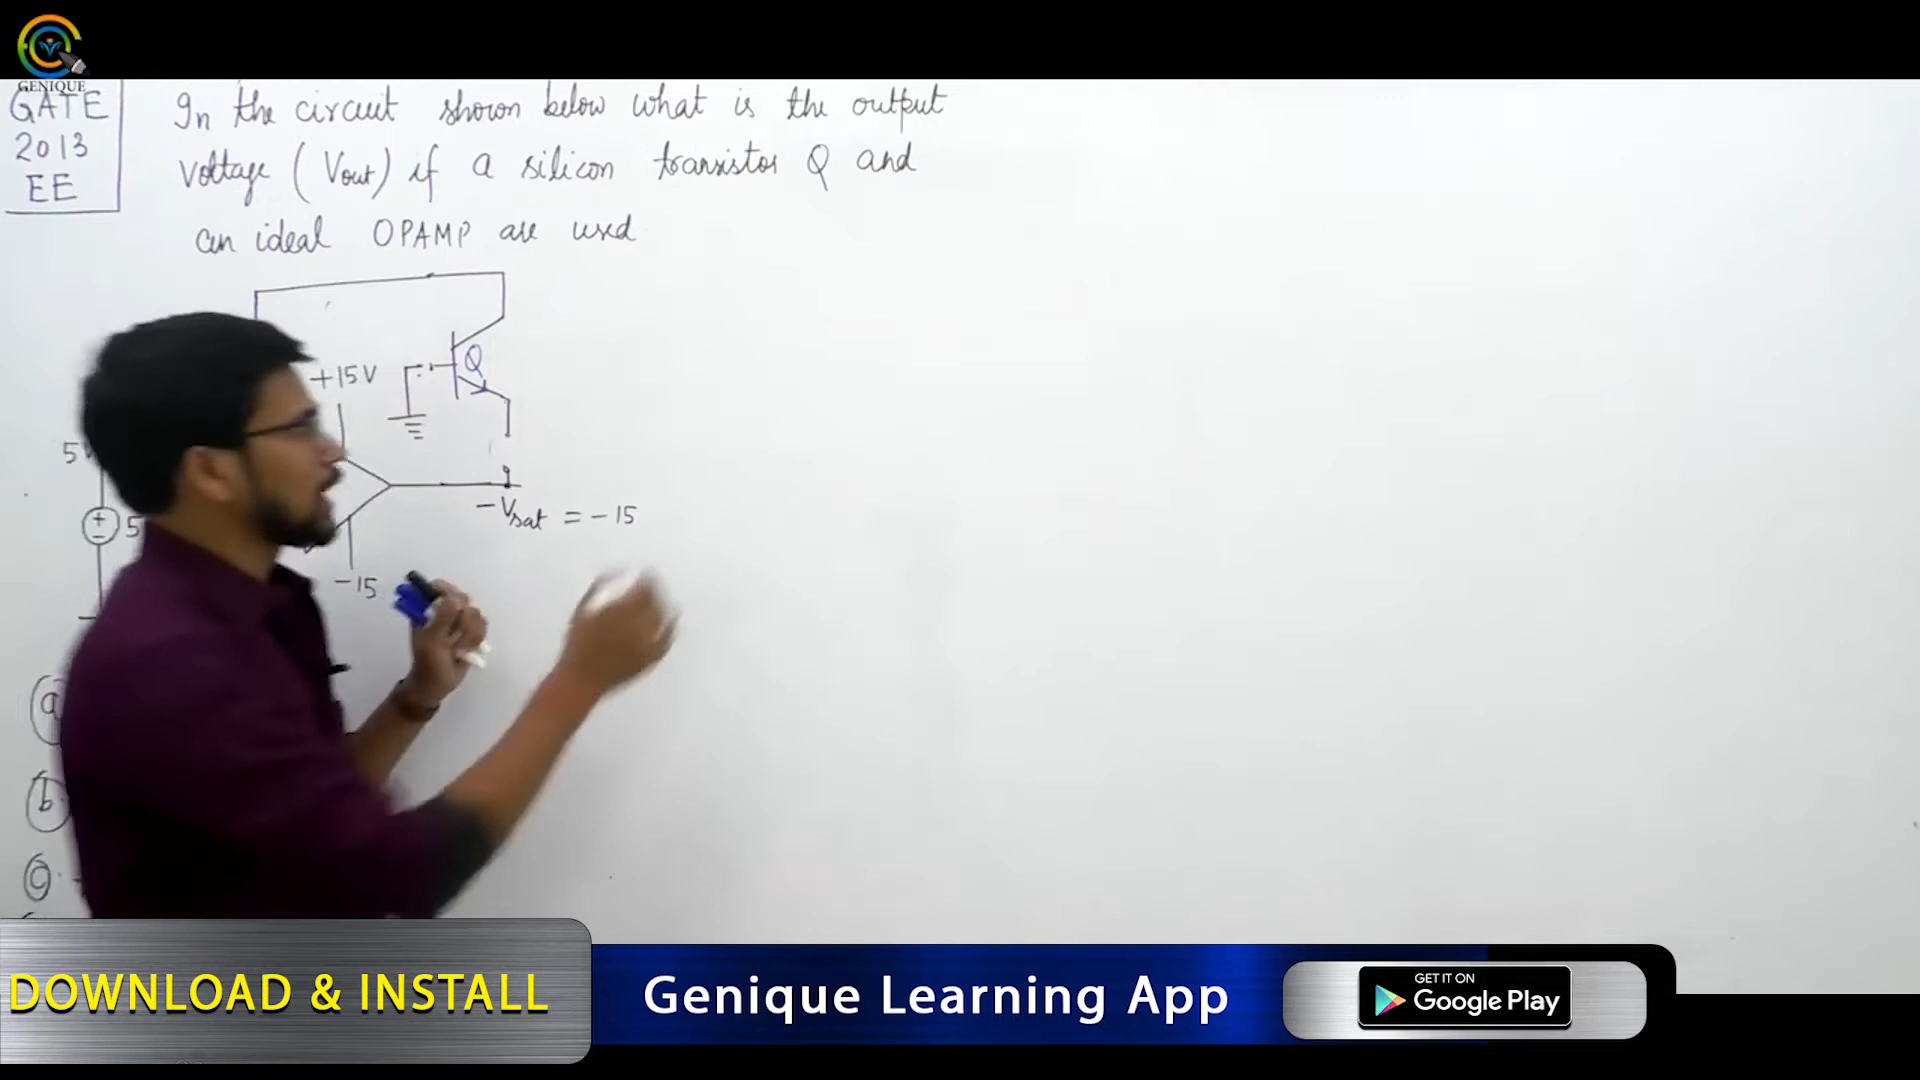 GENIQUE
GATE
2013
EE
In the circuit shown below what is the output
voltage (Vout) if a silicon transistor Q and
an ideal OPAMP are used
+15V
Q
5V
+
-
5
-Vsat = -15
-15
a
b
c
DOWNLOAD & INSTALL
Genique Learning App
GET IT ON
Google Play